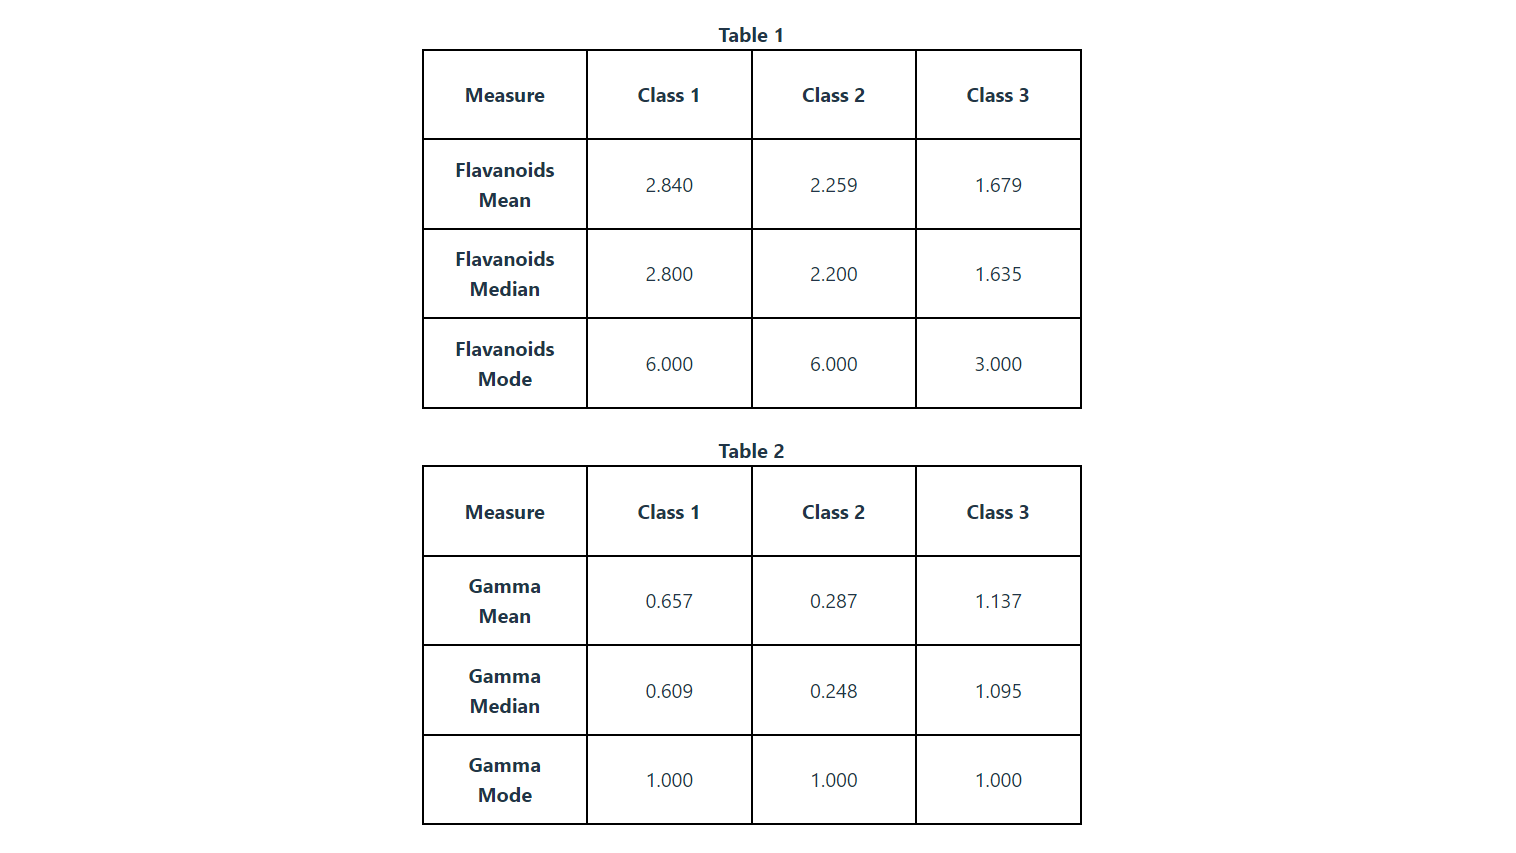 Table 1
Measure Class 1 Class 2 Class 3
Flavanoids
Mean
2.840 2.259 1.679
Flavanoids
Median
2.800 2.200 1.635
Flavanoids
Mode
6.000 6.000 3.000
Table 2
Measure Class 1 Class 2 Class 3
Gamma
Mean
0.657 0.287 1.137
Gamma
Median
0.609 0.248 1.095
Gamma
Mode
1.000 1.000 1.000